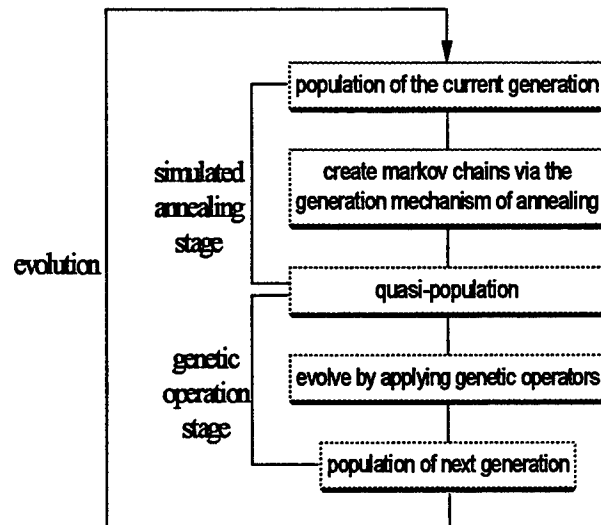 population of the current generation
create markov chains via the
generation mechanism of annealing
simulated
annealing
stage
evolution
quasi-population
genetic
operation
stage
evolve by applying genetic operators
population of next generation